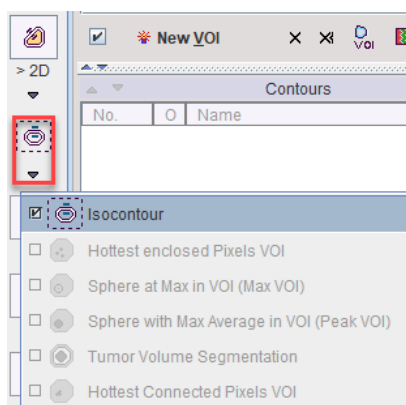 New VOI
VOI
> 2D
Contours
No. O Name
Isocontour
Hottest enclosed Pixels VOI
Sphere at Max in VOI (Max VOI)
Sphere with Max Average in VOI (Peak VOI)
Tumor Volume Segmentation
Hottest Connected Pixels VOI